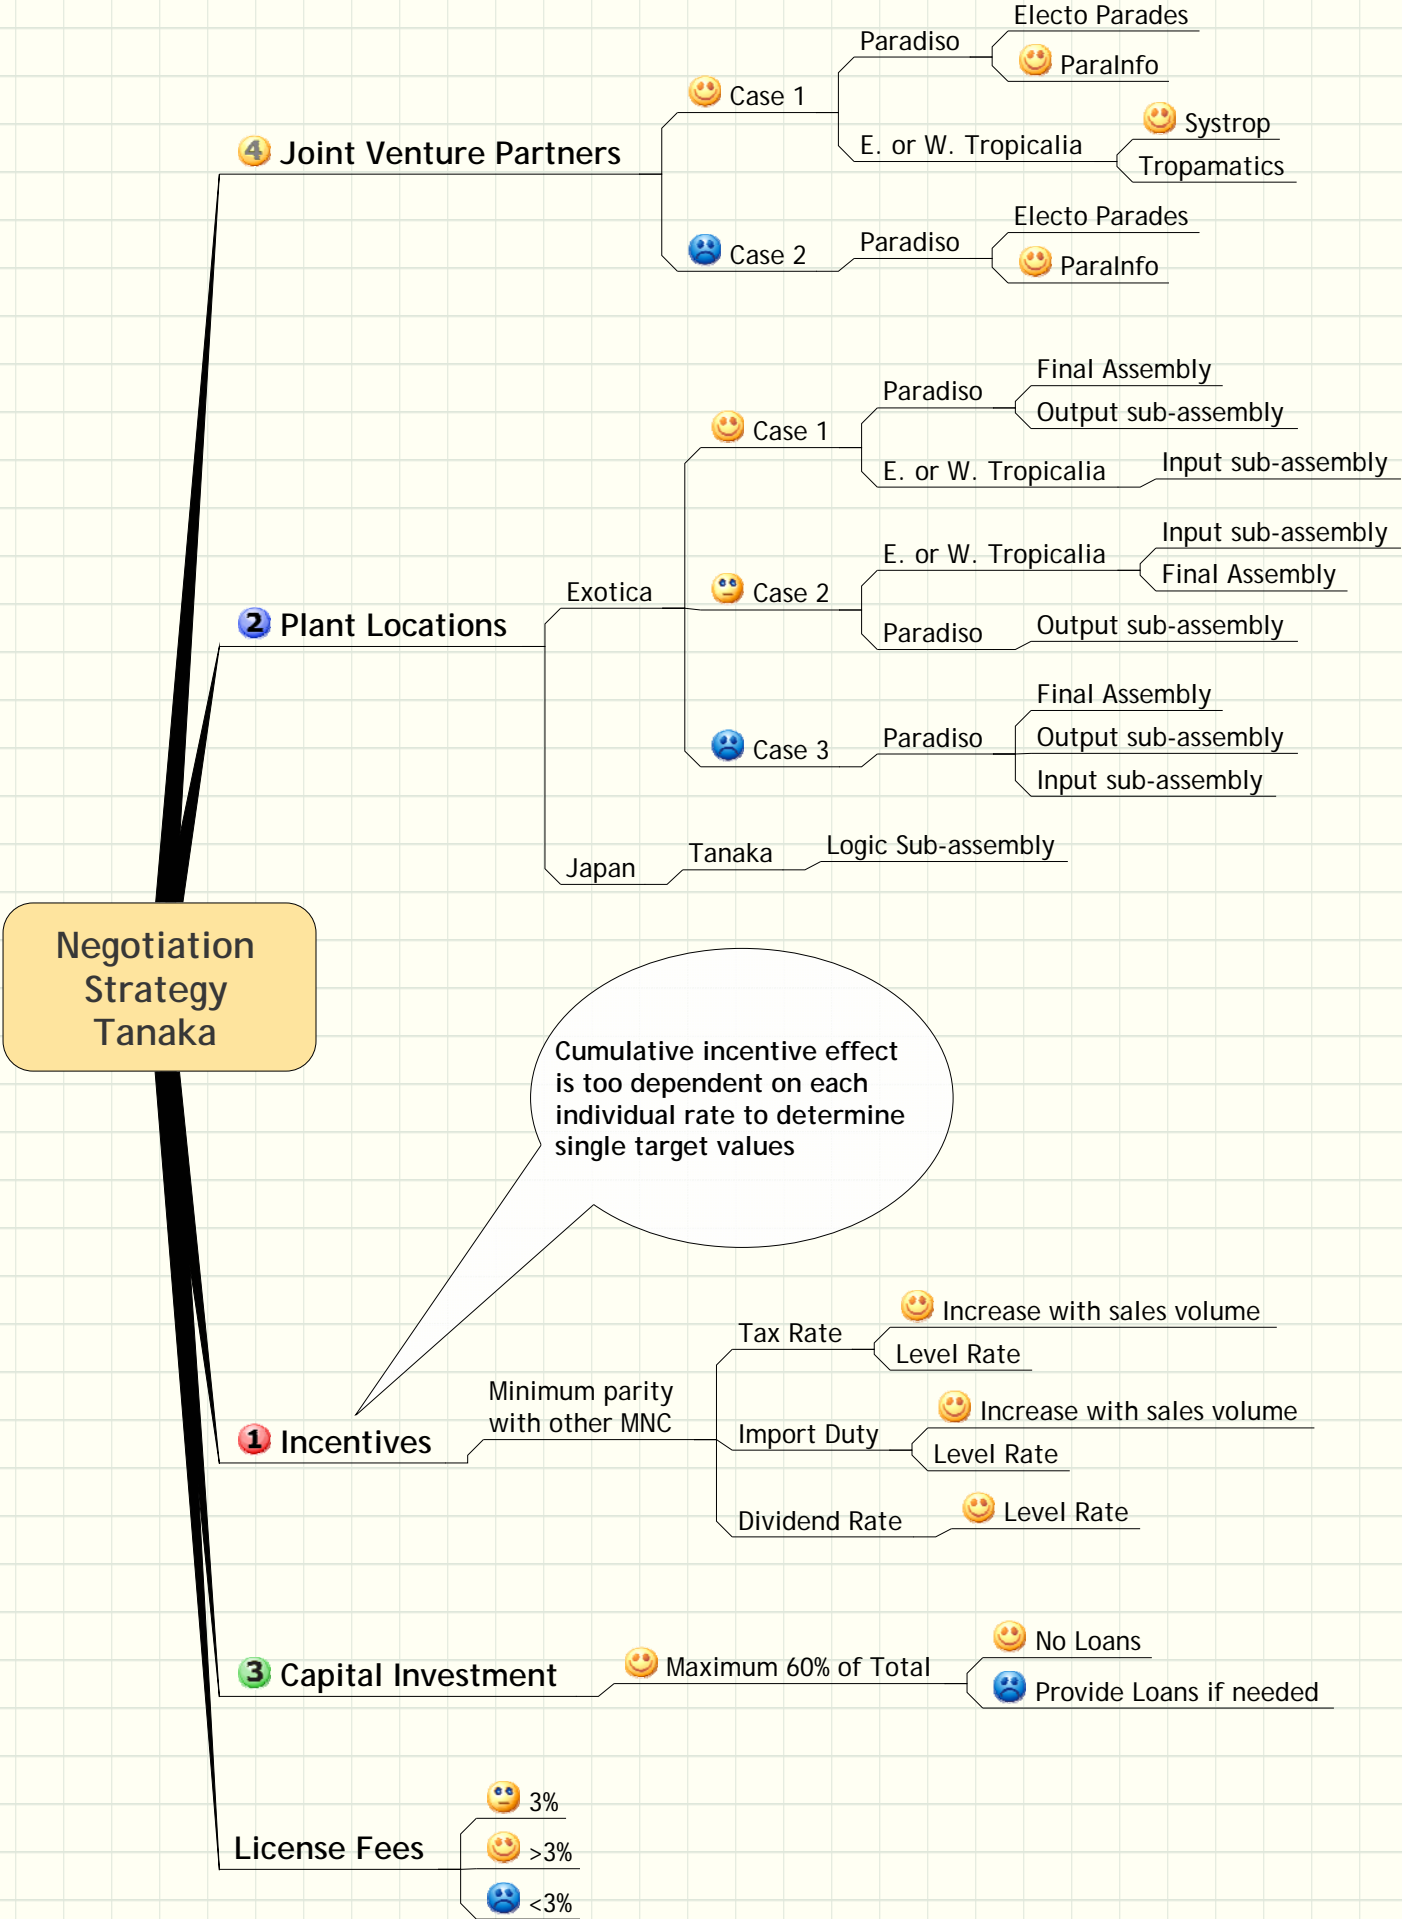 Electo Parades
Paradiso
ParaInfo
Case 1
Systrop
E. or W. Tropicalia
4 Joint Venture Partners
Tropamatics
Electo Parades
Paradiso
Case 2
ParaInfo
Final Assembly
Paradiso
Output sub-assembly
Case 1
Input sub-assembly
E. or W. Tropicalia
Input sub-assembly
E. or W. Tropicalia
Final Assembly
Exotica
Case 2
2 Plant Locations
Output sub-assembly
Paradiso
Final Assembly
Paradiso
Output sub-assembly
Case 3
Input sub-assembly
Logic Sub-assembly
Tanaka
Japan
Negotiation
Strategy
Tanaka
Cumulative incentive effect
is too dependent on each
individual rate to determine
single target values
Increase with sales volume
Tax Rate
Level Rate
Minimum parity
with other MNC
Increase with sales volume
Import Duty
1 Incentives
Level Rate
Level Rate
Dividend Rate
No Loans
3 Capital Investment
Maximum 60% of Total
Provide Loans if needed
3%
License Fees
>3%
<3%